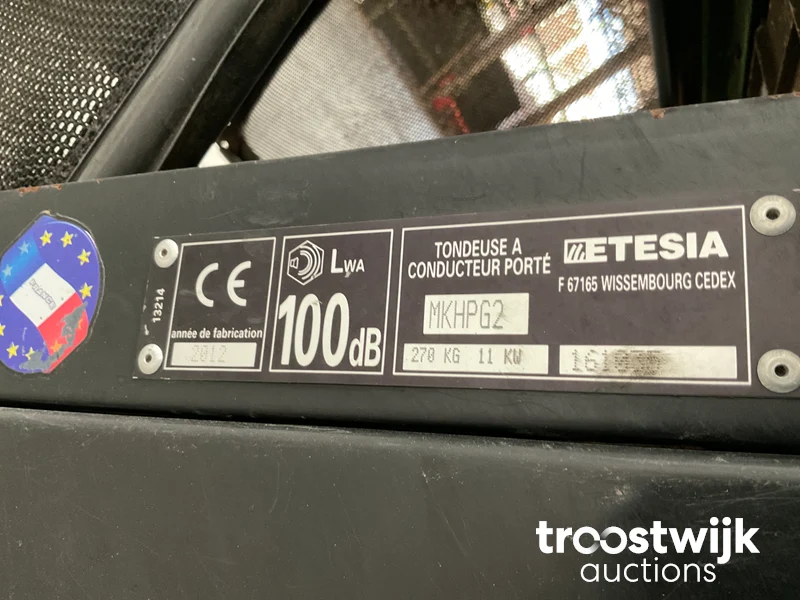 FRANCE
13214
CE
année de fabrication
2012
LWA
100dB
TONDEUSE A
CONDUCTEUR PORTÉ
MKHPG2
270 KG 11 KW
ETESIA
F 67165 WISSEMBOURG CEDEX
troostwijk
auctions